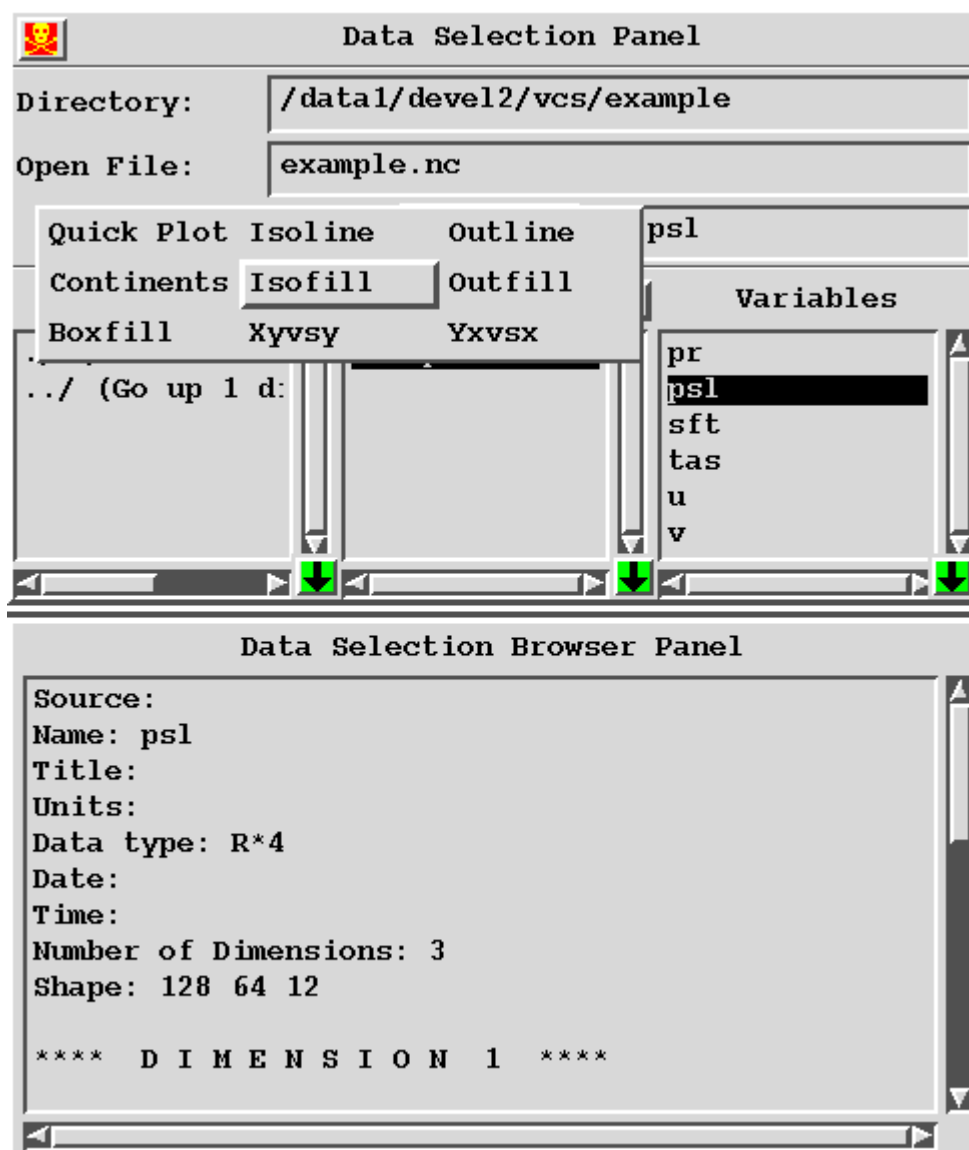 Data Selection Panel
Directory: /data1/devel2/vcs/example
Open File: example.nc
psl
Quick Plot Isoline Outline
Continents Isofill Outfill
Boxfill Xyvsy Yxvsx
Variables
../ (Go up 1 d:
pr
psl
sft
tas
u
v
Data Selection Browser Panel
Source:
Name: psl
Title:
Units:
Data type: R*4
Date:
Time:
Number of Dimensions: 3
Shape: 128 64 12
**** D I M E N S I O N 1 ****